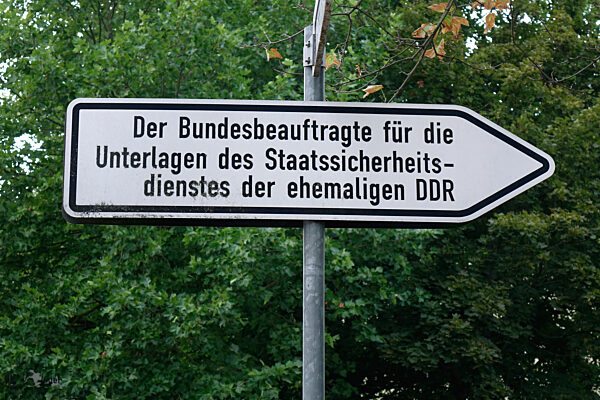 Der Bundesbeauftragte für die
Unterlagen des Staatssicherheits-
dienstes der ehemaligen DDR